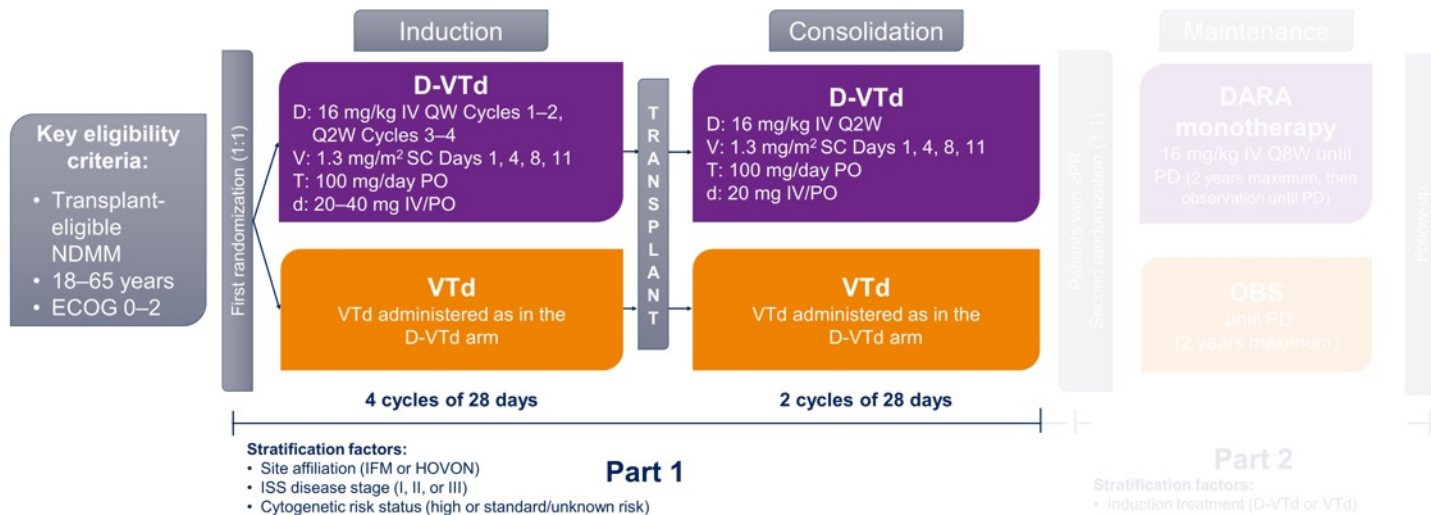 Induction
Consolidation
Maintenance
Key eligibility
criteria:
• Transplant-
eligible
NDMM
• 18–65 years
• ECOG 0–2
First randomization (1:1)
D-VTd
D: 16 mg/kg IV QW Cycles 1–2,
Q2W Cycles 3–4
V: 1.3 mg/m² SC Days 1, 4, 8, 11
T: 100 mg/day PO
d: 20–40 mg IV/PO
VTd
VTd administered as in the
D-VTd arm
TRANSPLANT
D-VTd
D: 16 mg/kg IV Q2W
V: 1.3 mg/m² SC Days 1, 4, 8, 11
T: 100 mg/day PO
d: 20 mg IV/PO
VTd
VTd administered as in the
D-VTd arm
Patients with ≥PR
Second randomization (1:1)
DARA
monotherapy
16 mg/kg IV Q8W until
PD (2 years maximum, then
observation until PD)
OBS
until PD
(2 years maximum)
Follow-up
4 cycles of 28 days
2 cycles of 28 days
Stratification factors:
• Site affiliation (IFM or HOVON)
• ISS disease stage (I, II, or III)
• Cytogenetic risk status (high or standard/unknown risk)
Part 1
Part 2
Stratification factors:
• Induction treatment (D-VTd or VTd)